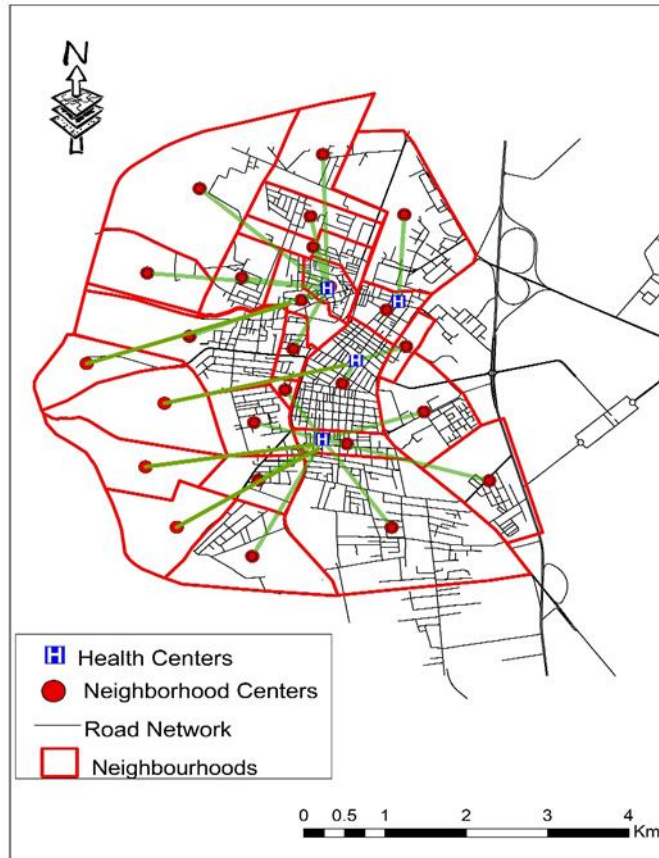 N
H
H
H
H
H Health Centers
Neighborhood Centers
Road Network
Neighbourhoods
0 0.5 1 2 3 4
Km